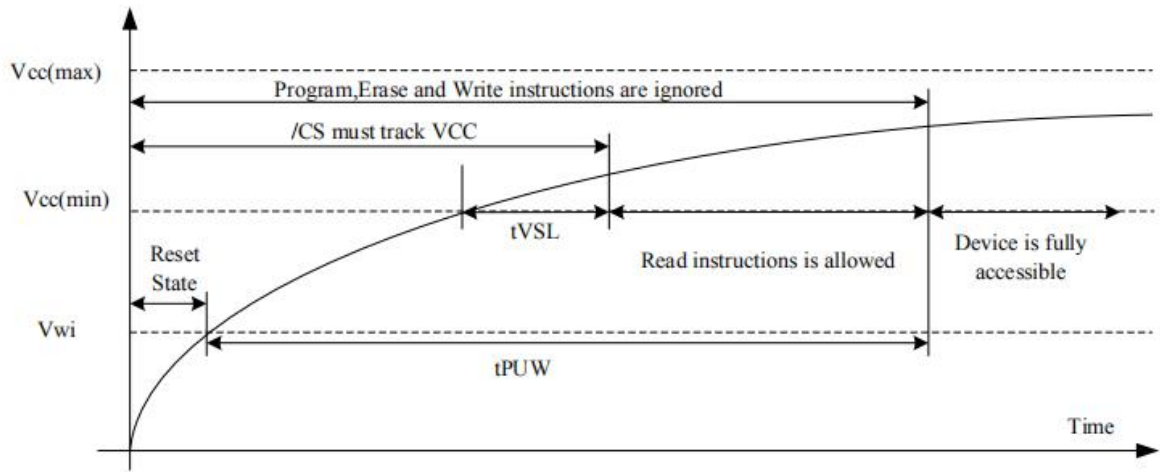 Vcc(max)
Program,Erase and Write instructions are ignored
/CS must track VCC
Vcc(min)
tVSL
Reset
State
Read instructions is allowed
Device is fully
accessible
Vwi
tPUW
Time